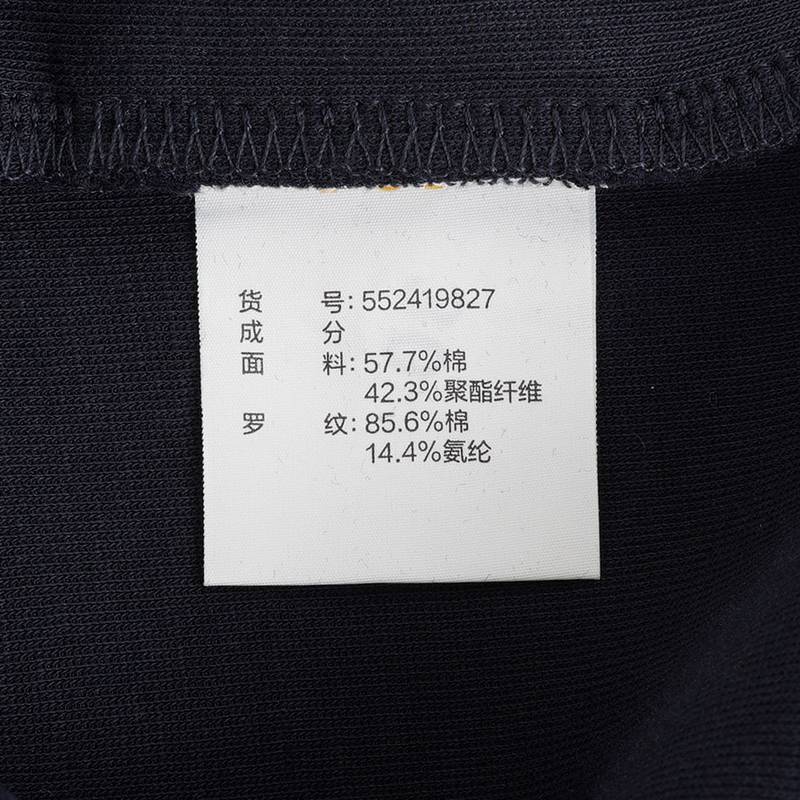 货 号: 552419827
成 分
面 料: 57.7%棉
42.3%聚酯纤维
罗 纹: 85.6%棉
14.4%氨纶